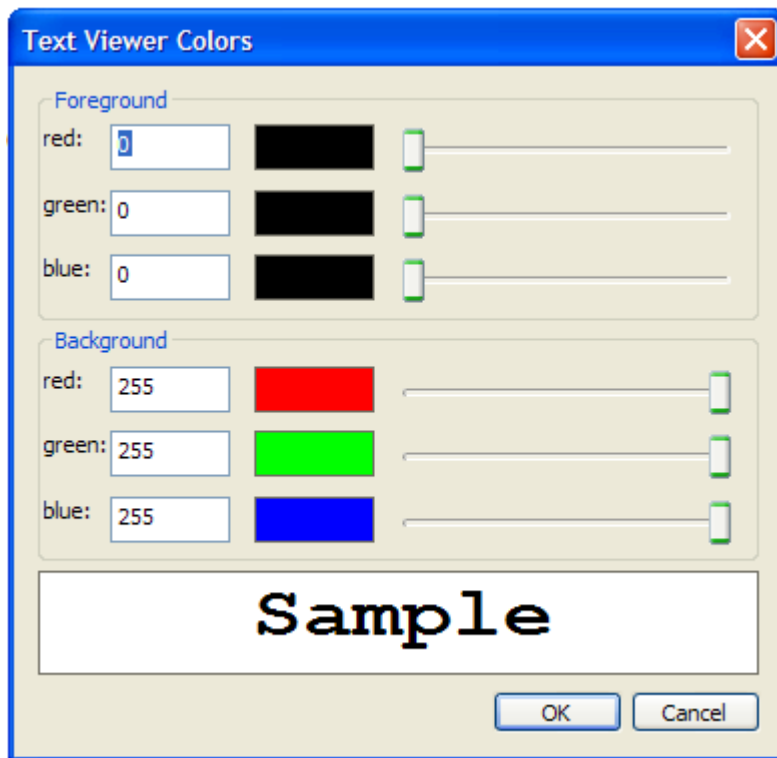 Text Viewer Colors
Foreground
red: 0
green: 0
blue: 0
Background
red: 255
green: 255
blue: 255
Sample
OK Cancel